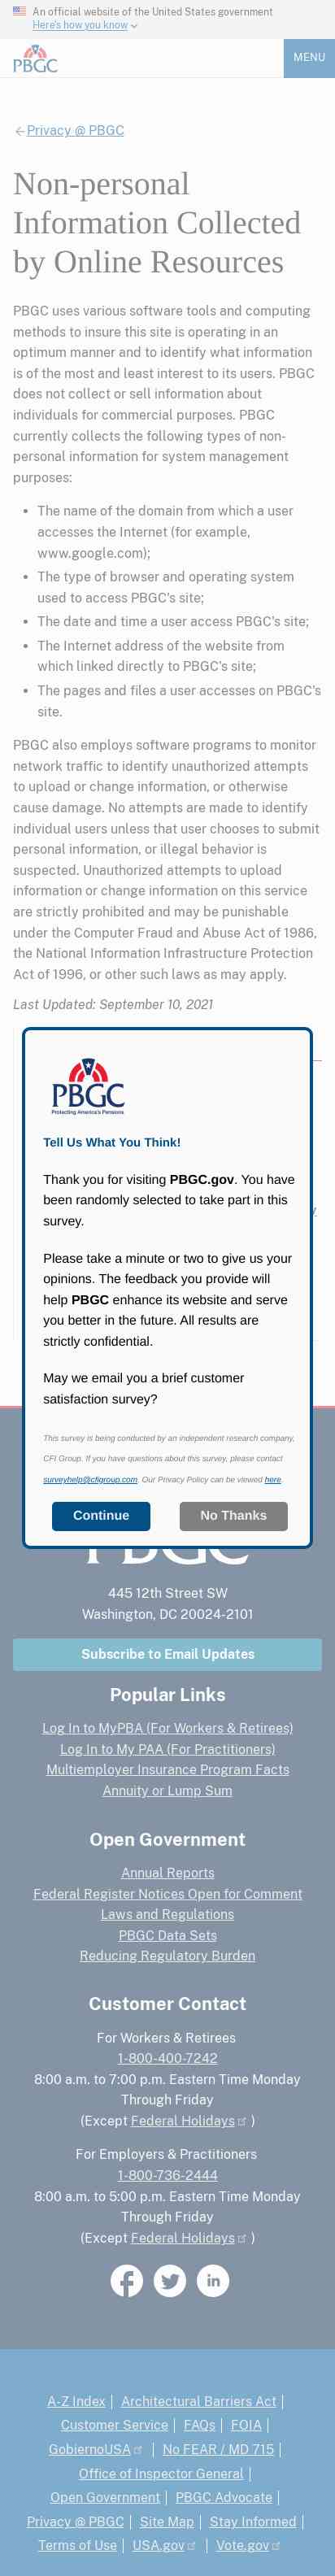 An official website of the United States government
Here's how you know
PBGC
MENU
Privacy @ PBGC
Non-personal
Information Collected
by Online Resources
PBGC uses various software tools and computing
methods to insure this site is operating in an
optimum manner and to identify what information
is of the most and least interest to its users. PBGC
does not collect or sell information about
individuals for commercial purposes. PBGC
currently collects the following types of non-
personal information for system management
purposes:
• The name of the domain from which a user
accesses the Internet (for example,
www.google.com);
• The type of browser and operating system
used to access PBGC's site;
• The date and time a user access PBGC's site;
• The Internet address of the website from
which linked directly to PBGC's site;
• The pages and files a user accesses on PBGC's
site.
PBGC also employs software programs to monitor
network traffic to identify unauthorized attempts
to upload or change information, or otherwise
cause damage. No attempts are made to identify
individual users unless that user chooses to submit
personal information, or illegal behavior is
suspected. Unauthorized attempts to upload
information or change information on this service
are strictly prohibited and may be punishable
under the Computer Fraud and Abuse Act of 1986,
the National Information Infrastructure Protection
Act of 1996, or other such laws as may apply.
Last Updated: September 10, 2021
PBGC
Protecting America's Pensions
Tell Us What You Think!
Thank you for visiting PBGC.gov. You have
been randomly selected to take part in this
survey.
Please take a minute or two to give us your
opinions. The feedback you provide will
help PBGC enhance its website and serve
you better in the future. All results are
strictly confidential.
May we email you a brief customer
satisfaction survey?
This survey is being conducted by an independent research company,
CFI Group. If you have questions about this survey, please contact
surveyhelp@cfigroup.com. Our Privacy Policy can be viewed here.
Continue
No Thanks
PBGC
445 12th Street SW
Washington, DC 20024-2101
Subscribe to Email Updates
Popular Links
Log In to MyPBA (For Workers & Retirees)
Log In to My PAA (For Practitioners)
Multiemployer Insurance Program Facts
Annuity or Lump Sum
Open Government
Annual Reports
Federal Register Notices Open for Comment
Laws and Regulations
PBGC Data Sets
Reducing Regulatory Burden
Customer Contact
For Workers & Retirees
1-800-400-7242
8:00 a.m. to 7:00 p.m. Eastern Time Monday
Through Friday
(Except Federal Holidays )
For Employers & Practitioners
1-800-736-2444
8:00 a.m. to 5:00 p.m. Eastern Time Monday
Through Friday
(Except Federal Holidays )
A-Z Index | Architectural Barriers Act |
Customer Service | FAQs | FOIA |
GobiernoUSA | No FEAR / MD 715 |
Office of Inspector General |
Open Government | PBGC Advocate |
Privacy @ PBGC | Site Map | Stay Informed |
Terms of Use | USA.gov | Vote.gov